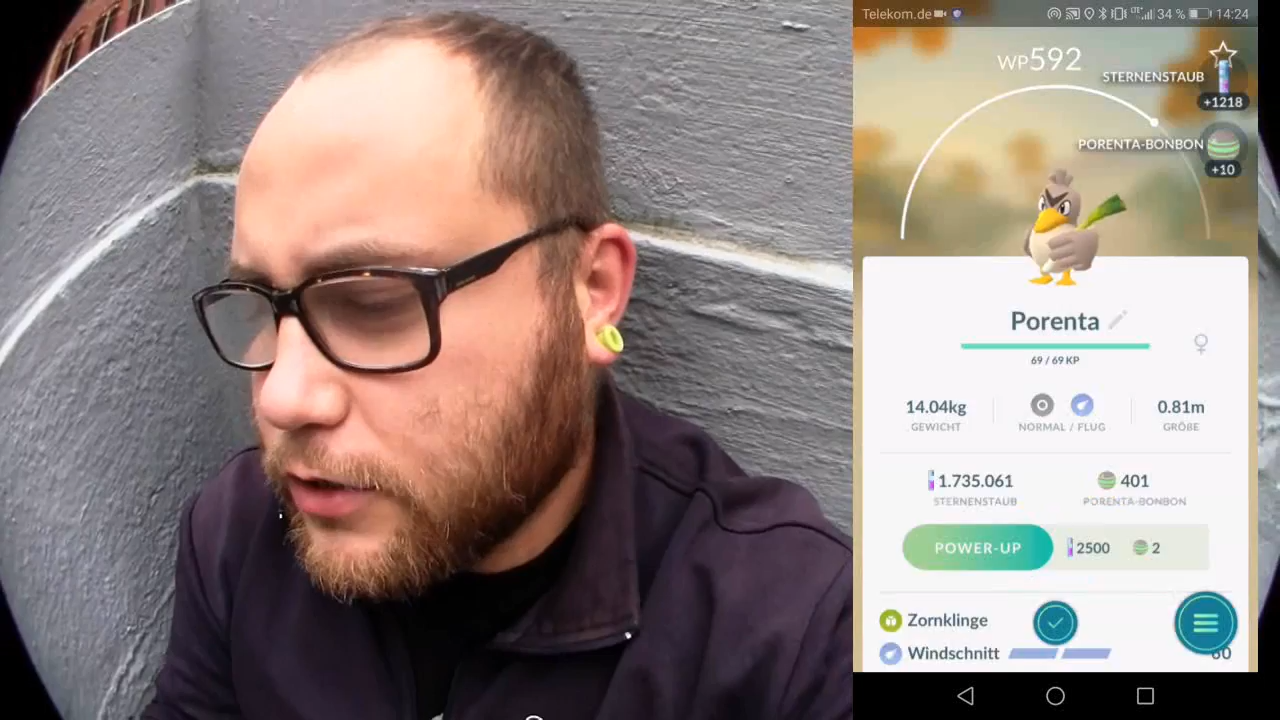 Telekom.de
34 % 14:24
WP592
STERNENSTAUB
+1218
PORENTA-BONBON
+10
Porenta
69 / 69 KP
14.04kg
GEWICHT
NORMAL / FLUG
0.81m
GRÖßE
1.735.061
STERNENSTAUB
401
PORENTA-BONBON
POWER-UP
2500
2
Zornklinge
Windschnitt
60